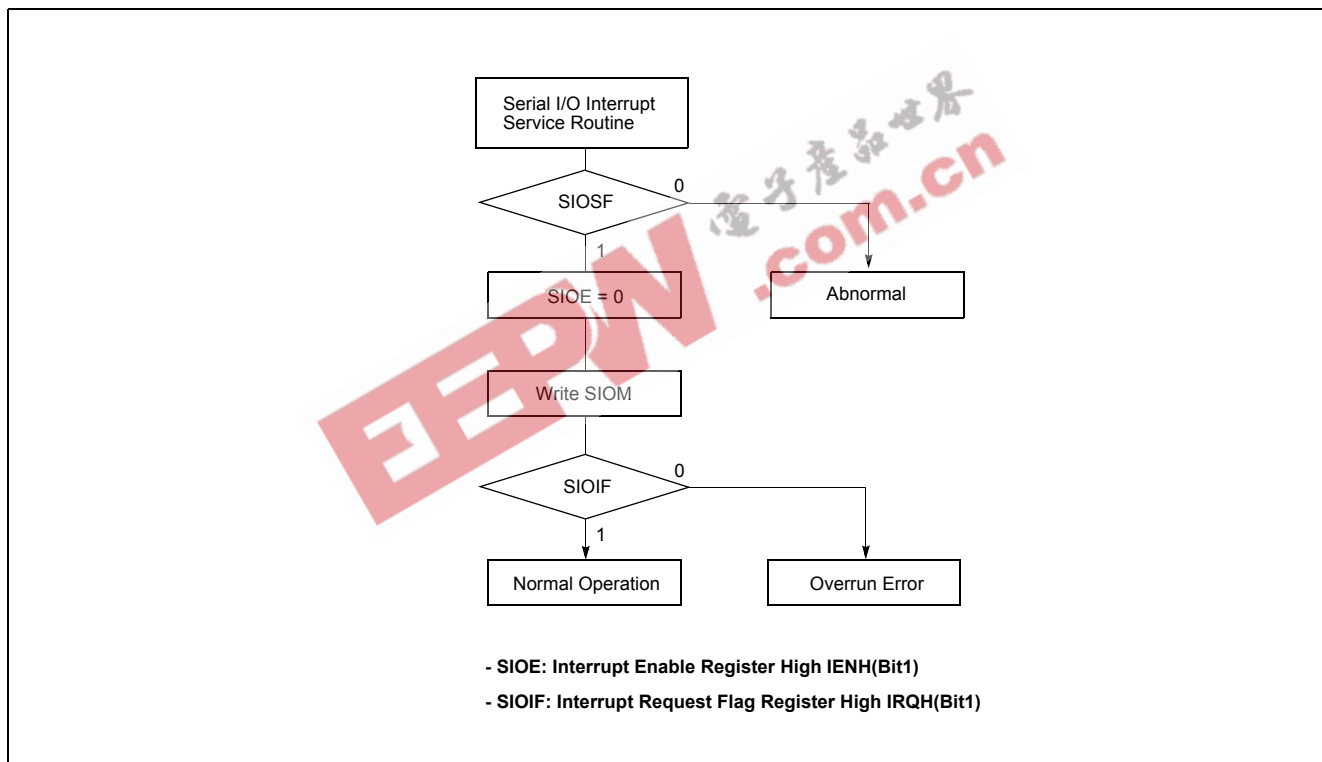 Serial I/O Interrupt
Service Routine
SIOSF
0
1
SIOE = 0
Abnormal
Write SIOM
SIOIF
0
1
Normal Operation
Overrun Error
- SIOE: Interrupt Enable Register High IENH(Bit1)
- SIOIF: Interrupt Request Flag Register High IRQH(Bit1)
EEPW
.com.cn
電子產品世界